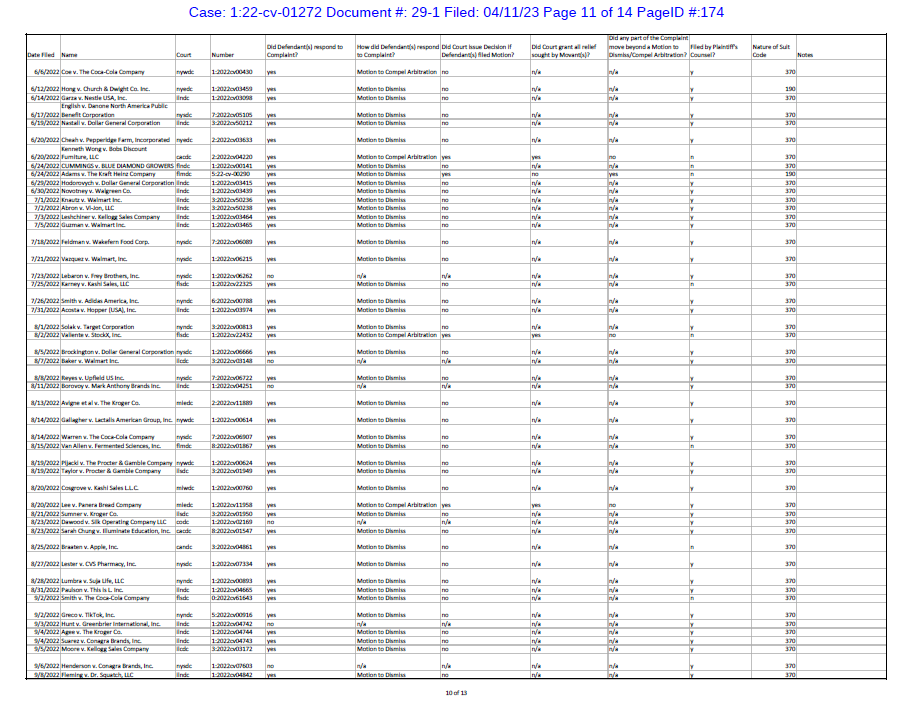 Case: 1:22-cv-01272 Document #: 29-1 Filed: 04/11/23 Page 11 of 14 PageID #:174
Date Filed Name Court Number Did Defendant(s) respond to Complaint? How did Defendant(s) respond to Complaint? Did Court Issue Decision if Defendant(s) filed Motion? Did Court grant all relief sought by Movant(s)? Did any part of the Complaint move beyond a Motion to Dismiss/Compel Arbitration? Filed by Plaintiff's Counsel? Nature of Suit Code Notes
6/6/2022 Coe v. The Coca-Cola Company nywdc 1:2022cv00430 yes Motion to Compel Arbitration no n/a n/a y 370
6/12/2022 Hong v. Church & Dwight Co. Inc. nyedc 1:2022cv03459 yes Motion to Dismiss no n/a n/a y 190
6/14/2022 Garza v. Nestle USA, Inc. ilndc 1:2022cv03098 yes Motion to Dismiss no n/a n/a y 370
English v. Danone North America Public
6/17/2022 Benefit Corporation nysdc 7:2022cv05105 yes Motion to Dismiss no n/a n/a y 370
6/19/2022 Nastali v. Dollar General Corporation ilndc 3:2022cv50212 yes Motion to Dismiss no n/a n/a y 370
6/20/2022 Cheah v. Pepperidge Farm, Incorporated nyedc 2:2022cv03633 yes Motion to Dismiss no n/a n/a y 370
Kenneth Wong v. Bobs Discount
6/20/2022 Furniture, LLC cacdc 2:2022cv04220 yes Motion to Compel Arbitration yes yes no n 370
6/24/2022 CUMMINGS v. BLUE DIAMOND GROWERS flndc 1:2022cv00141 yes Motion to Dismiss no n/a n/a n 370
6/24/2022 Adams v. The Kraft Heinz Company flmdc 5:22-cv-00290 yes Motion to Dismiss yes no yes n 190
6/29/2022 Hodorovych v. Dollar General Corporation ilndc 1:2022cv03415 yes Motion to Dismiss no n/a n/a y 370
6/30/2022 Novotney v. Walgreen Co. ilndc 1:2022cv03439 yes Motion to Dismiss no n/a n/a y 370
7/1/2022 Knautz v. Walmart Inc. ilndc 3:2022cv50236 yes Motion to Dismiss no n/a n/a y 370
7/2/2022 Abron v. Vi-Jon, LLC ilndc 3:2022cv50238 yes Motion to Dismiss no n/a n/a y 370
7/3/2022 Leshchiner v. Kellogg Sales Company ilndc 1:2022cv03464 yes Motion to Dismiss no n/a n/a y 370
7/5/2022 Guzman v. Walmart Inc. ilndc 1:2022cv03465 yes Motion to Dismiss no n/a n/a y 370
7/18/2022 Feldman v. Wakefern Food Corp. nysdc 7:2022cv06089 yes Motion to Dismiss no n/a n/a y 370
7/21/2022 Vazquez v. Walmart, Inc. nysdc 1:2022cv06215 yes Motion to Dismiss no n/a n/a y 370
7/23/2022 Lebaron v. Frey Brothers, Inc. nysdc 1:2022cv06262 no n/a n/a n/a n/a y 370
7/25/2022 Karney v. Kashi Sales, LLC flsdc 1:2022cv22325 yes Motion to Dismiss no n/a n/a n 370
7/26/2022 Smith v. Adidas America, Inc. nyndc 6:2022cv00788 yes Motion to Dismiss no n/a n/a y 370
7/31/2022 Acosta v. Hopper (USA), Inc. ilndc 1:2022cv03974 yes Motion to Dismiss no n/a n/a y 370
8/1/2022 Solak v. Target Corporation nyndc 3:2022cv00813 yes Motion to Dismiss no n/a n/a y 370
8/2/2022 Valiente v. StockX, Inc. flsdc 1:2022cv22432 yes Motion to Compel Arbitration yes yes no n 370
8/5/2022 Brockington v. Dollar General Corporation nysdc 1:2022cv06666 yes Motion to Dismiss no n/a n/a y 370
8/7/2022 Baker v. Walmart Inc. ilcdc 3:2022cv03148 no n/a n/a n/a n/a y 370
8/8/2022 Reyes v. Upfield US Inc. nysdc 7:2022cv06722 yes Motion to Dismiss no n/a n/a y 370
8/11/2022 Borovoy v. Mark Anthony Brands Inc. ilndc 1:2022cv04251 no n/a n/a n/a n/a y 370
8/13/2022 Avigne et al v. The Kroger Co. miedc 2:2022cv11889 yes Motion to Dismiss no n/a n/a y 370
8/14/2022 Gallagher v. Lactalis American Group, Inc. nywdc 1:2022cv00614 yes Motion to Dismiss no n/a n/a y 370
8/14/2022 Warren v. The Coca-Cola Company nysdc 7:2022cv06907 yes Motion to Dismiss no n/a n/a y 370
8/15/2022 Van Allen v. Fermented Sciences, Inc. flmdc 8:2022cv01867 yes Motion to Dismiss no n/a n/a n 370
8/19/2022 Pijacki v. The Procter & Gamble Company nywdc 1:2022cv00624 yes Motion to Dismiss no n/a n/a y 370
8/19/2022 Taylor v. Procter & Gamble Company ilsdc 3:2022cv01949 yes Motion to Dismiss no n/a n/a y 370
8/20/2022 Cosgrove v. Kashi Sales L.L.C. miwdc 1:2022cv00760 yes Motion to Dismiss no n/a n/a y 370
8/20/2022 Lee v. Panera Bread Company miedc 2:2022cv11958 yes Motion to Compel Arbitration yes yes no y 370
8/21/2022 Sumner v. Kroger Co. ilsdc 3:2022cv01950 yes Motion to Dismiss no n/a n/a y 370
8/23/2022 Dawood v. Silk Operating Company LLC codc 1:2022cv02169 no n/a n/a n/a n/a y 370
8/23/2022 Sarah Chung v. Illuminate Education, Inc. cacdc 8:2022cv01547 yes Motion to Dismiss no n/a n/a y 370
8/25/2022 Braaten v. Apple, Inc. candc 3:2022cv04861 yes Motion to Dismiss no n/a n/a n 370
8/27/2022 Lester v. CVS Pharmacy, Inc. nysdc 1:2022cv07334 yes Motion to Dismiss no n/a n/a y 370
8/28/2022 Lumbra v. Suja Life, LLC nyndc 1:2022cv00893 yes Motion to Dismiss no n/a n/a y 370
8/31/2022 Paulson v. This Is L. Inc. ilndc 1:2022cv04665 yes Motion to Dismiss no n/a n/a y 370
9/2/2022 Smith v. The Coca-Cola Company flsdc 0:2022cv61643 yes Motion to Dismiss no n/a n/a n 370
9/2/2022 Greco v. TikTok, Inc. nyndc 5:2022cv00916 yes Motion to Dismiss no n/a n/a y 370
9/3/2022 Hunt v. Greenbrier International, Inc. ilndc 1:2022cv04742 no n/a n/a n/a n/a y 370
9/4/2022 Agee v. The Kroger Co. ilndc 1:2022cv04744 yes Motion to Dismiss no n/a n/a y 370
9/4/2022 Suarez v. Conagra Brands, Inc. ilndc 1:2022cv04743 yes Motion to Dismiss no n/a n/a y 370
9/5/2022 Moore v. Kellogg Sales Company ilcdc 3:2022cv03172 yes Motion to Dismiss no n/a n/a y 370
9/6/2022 Henderson v. Conagra Brands, Inc. nysdc 1:2022cv07603 no n/a n/a n/a n/a y 370
9/8/2022 Fleming v. Dr. Squatch, LLC ilndc 1:2022cv04842 yes Motion to Dismiss no n/a n/a y 370
10 of 13